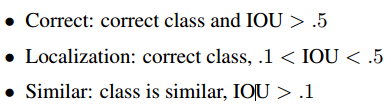 • Correct: correct class and IOU > .5
• Localization: correct class, .1 < IOU < .5
• Similar: class is similar, IOU > .1